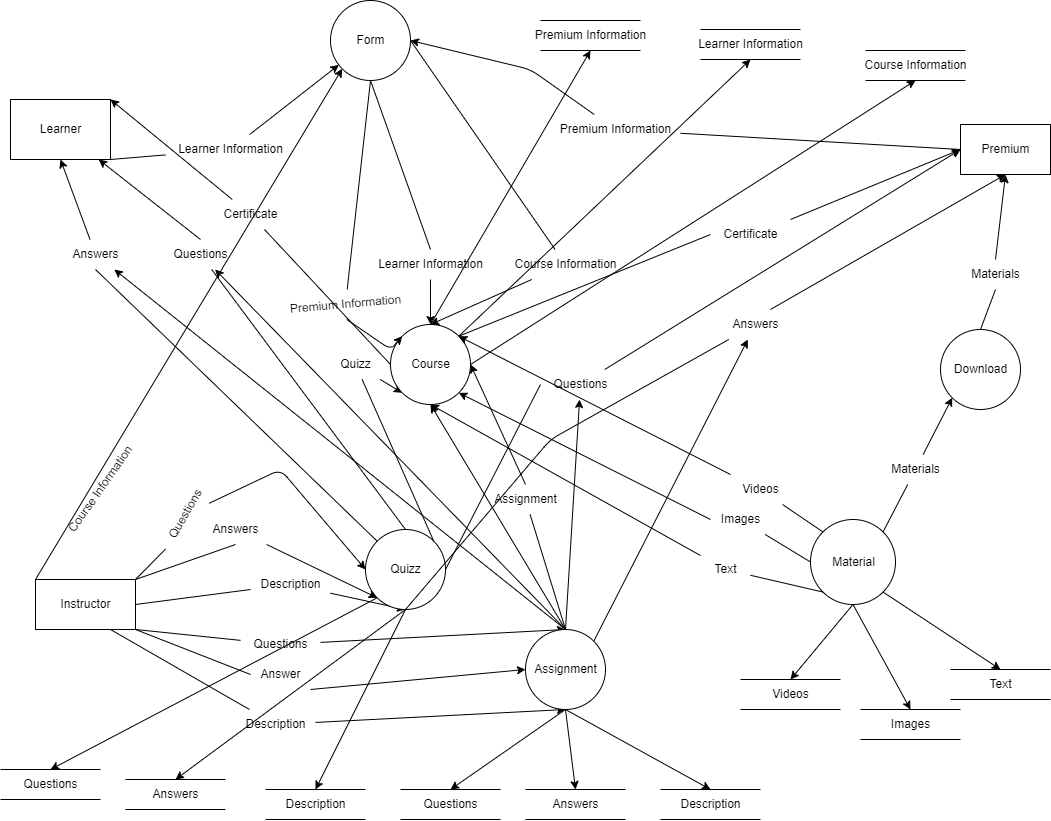 Form
Premium Information
Learner Information
Course Information
Learner
Learner Information
Premium Information
Premium
Certificate
Certificate
Answers
Questions
Learner Information
Course Information
Materials
Premium Information
Answers
Quizz
Course
Questions
Download
Course Information
Questions
Assignment
Videos
Materials
Images
Answers
Quizz
Text
Material
Description
Instructor
Questions
Answer
Assignment
Description
Videos
Images
Text
Questions
Answers
Description
Questions
Answers
Description